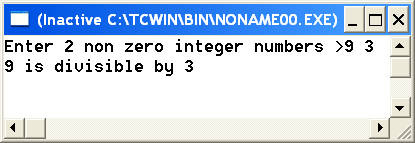 (Inactive C:\TCWIN\BIN\NONAME00.EXE)
Enter 2 non zero integer numbers >9 3
9 is divisible by 3